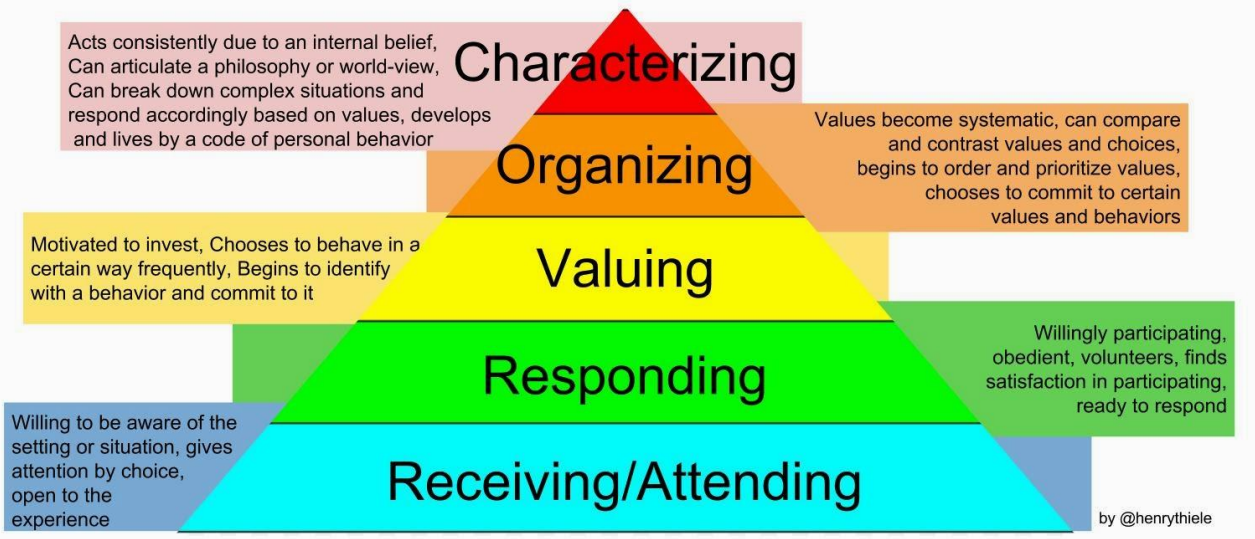 Acts consistently due to an internal belief,
Can articulate a philosophy or world-view,
Can break down complex situations and
respond accordingly based on values, develops
and lives by a code of personal behavior
Characterizing
Values become systematic, can compare
and contrast values and choices,
begins to order and prioritize values,
chooses to commit to certain
values and behaviors
Organizing
Motivated to invest, Chooses to behave in a
certain way frequently, Begins to identify
with a behavior and commit to it
Valuing
Willingly participating,
obedient, volunteers, finds
satisfaction in participating,
ready to respond
Responding
Willing to be aware of the
setting or situation, gives
attention by choice,
open to the
experience
Receiving/Attending
by @henrythiele